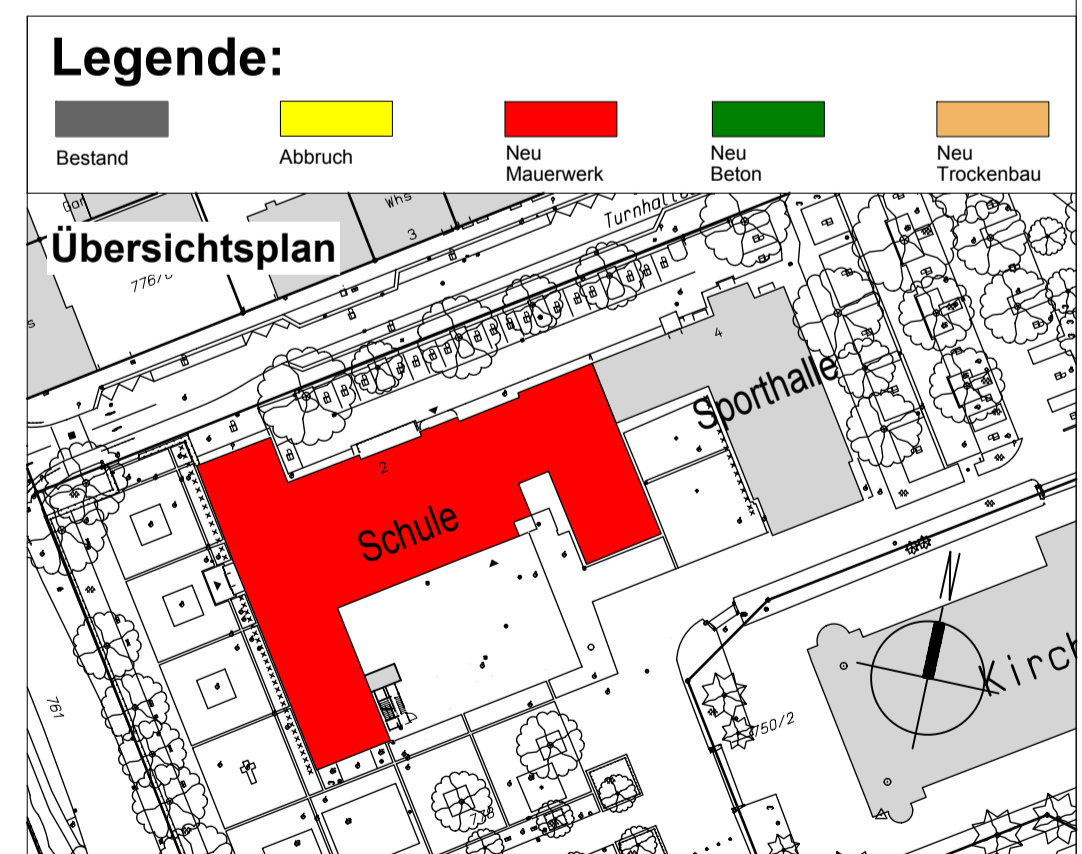 Legende:
Bestand
Abbruch
Neu
Mauerwerk
Neu
Beton
Neu
Trockenbau
Whs
3
Übersichtsplan
4
Sporthalle
2
Schule
N
Kirch
761
750/2